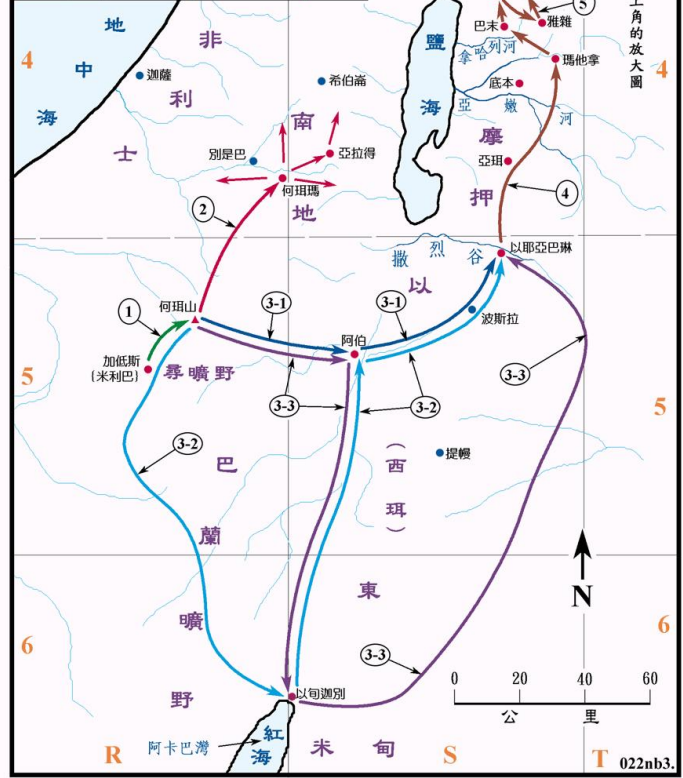 地中海
非利士
鹽海
南地
摩押
上角的放大圖
4
4
迦薩
希伯崙
別是巴
亞拉得
何珥瑪
巴末
雅雜
5
拿哈列河
瑪他拿
底本
亞嫩河
亞珥
2
4
撒烈谷
以耶亞巴琳
以東
何珥山
1
3-1
3-1
阿伯
波斯拉
加低斯
(米利巴)
尋曠野
5
5
3-3
3-2
3-3
3-2
巴蘭曠野
(西珥)
提幔
N
6
6
3-3
0 20 40 60
公里
以旬迦別
紅海
阿卡巴灣
米甸
R
S
T
022nb3.